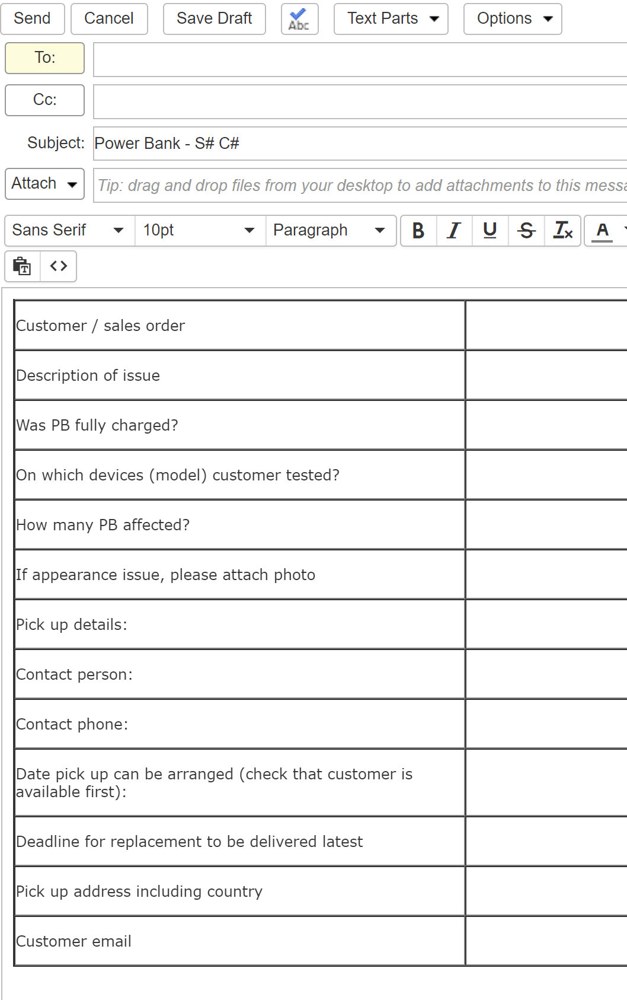 Send Cancel Save Draft Abc Text Parts Options
To:
Cc:
Subject: Power Bank - S# C#
Attach Tip: drag and drop files from your desktop to add attachments to this
Sans Serif 10pt Paragraph B I U S Tx A
T <>
Customer / sales order
Description of issue
Was PB fully charged?
On which devices (model) customer tested?
How many PB affected?
If appearance issue, please attach photo
Pick up details:
Contact person:
Contact phone:
Date pick up can be arranged (check that customer is
available first):
Deadline for replacement to be delivered latest
Pick up address including country
Customer email